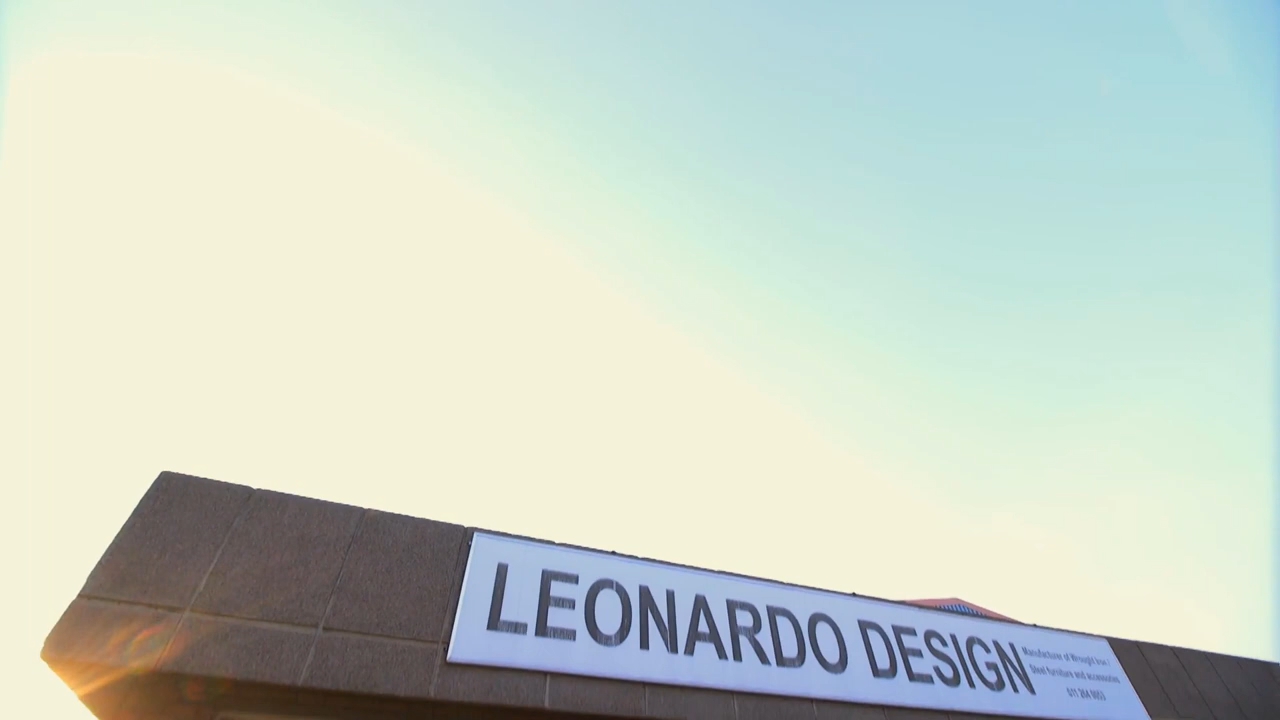 LEONARDO DESIGN
Manufacturer of Wrought Iron /
Steel furniture and accessories